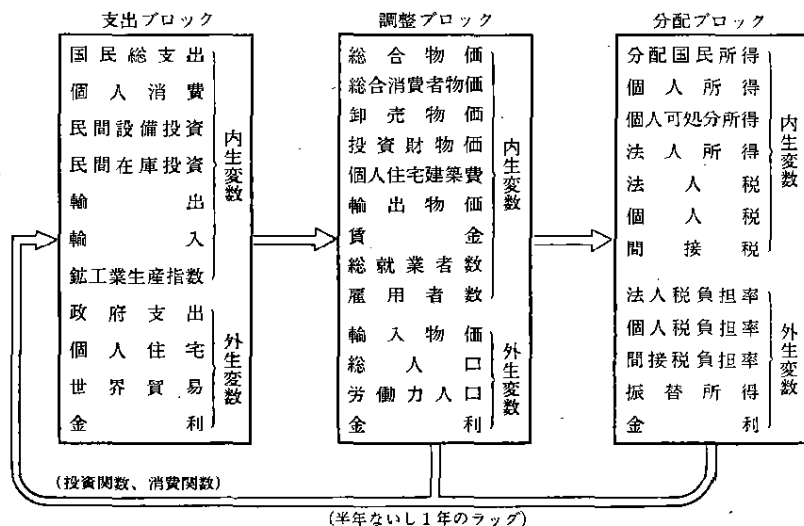 支出ブロック
国民総支出
個人消費
民間設備投資
民間在庫投資
輸出
輸入
鉱工業生産指数
内生変数
政府支出
個人住宅
世界貿易
金利
外生変数
調整ブロック
総合物価
総合消費者物価
卸売物価
投資財物価
個人住宅建築費
輸出物価
賃金
総就業者数
雇用者数
内生変数
輸入物価
総人口
労働力人口
金利
外生変数
分配ブロック
分配国民所得
個人所得
個人可処分所得
法人所得
法人税
個人税
間接税
内生変数
法人税負担率
個人税負担率
間接税負担率
振替所得
金利
外生変数
(投資関数、消費関数)
(半年ないし1年のラッグ)